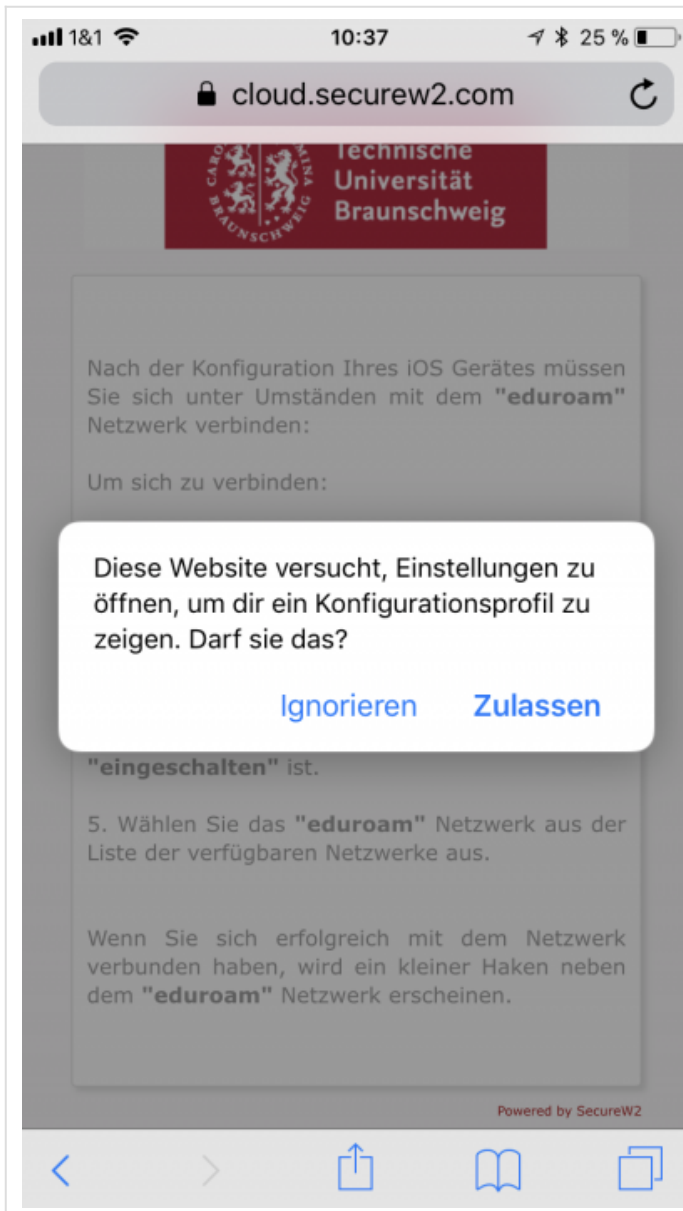 1&1 10:37 25 %
cloud.securew2.com
CAROLO WILHELMINA
BRAUNSCHWEIG
Technische
Universität
Braunschweig
Nach der Konfiguration Ihres iOS Gerätes müssen
Sie sich unter Umständen mit dem "eduroam"
Netzwerk verbinden:
Um sich zu verbinden:
Diese Website versucht, Einstellungen zu
öffnen, um dir ein Konfigurationsprofil zu
zeigen. Darf sie das?
Ignorieren Zulassen
"eingeschalten" ist.
5. Wählen Sie das "eduroam" Netzwerk aus der
Liste der verfügbaren Netzwerke aus.
Wenn Sie sich erfolgreich mit dem Netzwerk
verbunden haben, wird ein kleiner Haken neben
dem "eduroam" Netzwerk erscheinen.
Powered by SecureW2